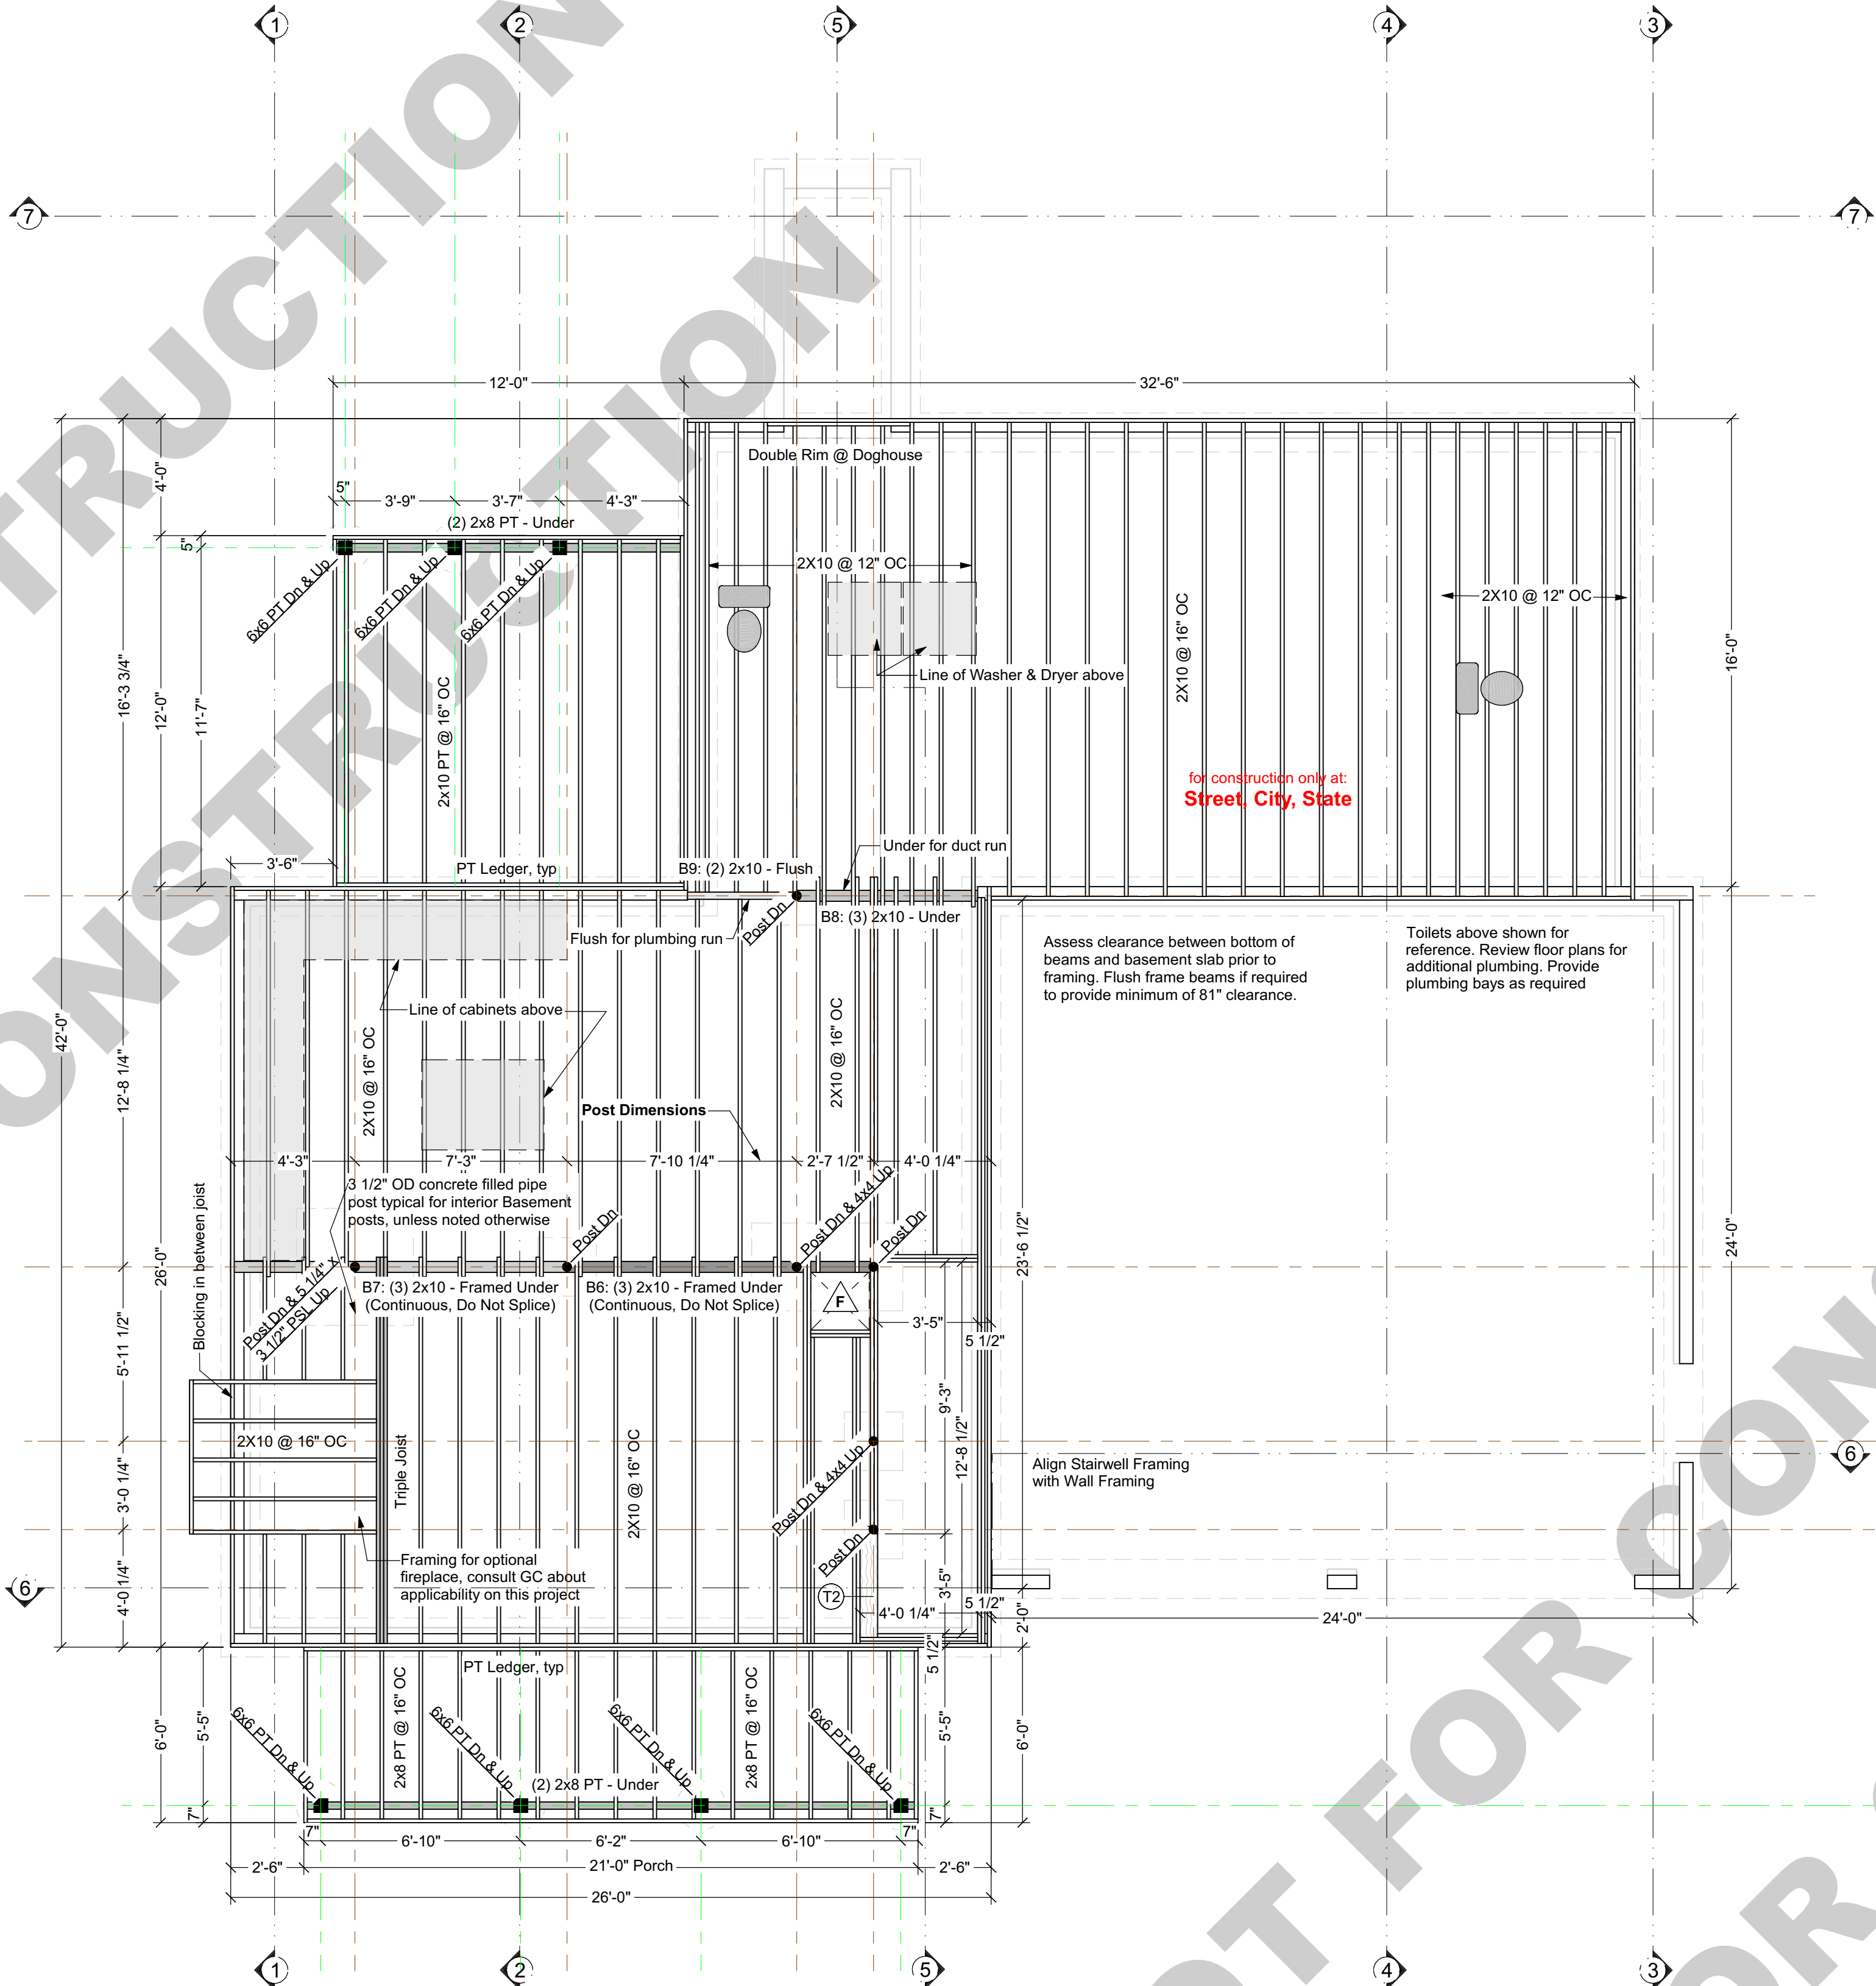 1
2
5
4
3
7
7
12'-0"
32'-6"
Double Rim @ Doghouse
5"
3'-9"
3'-7"
4'-3"
(2) 2x8 PT - Under
4'-0"
5"
6x6 PT Dn & Up
6x6 PT Dn & Up
6x6 PT Dn & Up
2X10 @ 12" OC
2X10 @ 12" OC
2X10 @ 16" OC
Line of Washer & Dryer above
16'-0"
16'-3 3/4"
12'-0"
11'-7"
2x10 PT @ 16" OC
for construction only at:
Street, City, State
Under for duct run
3'-6"
PT Ledger, typ
B9: (2) 2x10 - Flush
B8: (3) 2x10 - Under
Post Dn
Flush for plumbing run
Assess clearance between bottom of
beams and basement slab prior to
framing. Flush frame beams if required
to provide minimum of 81" clearance.
Toilets above shown for
reference. Review floor plans for
additional plumbing. Provide
plumbing bays as required
Line of cabinets above
42'-0"
12'-8 1/4"
26'-0"
2X10 @ 16" OC
2X10 @ 16" OC
Post Dimensions
4'-3"
7'-3"
7'-10 1/4"
2'-7 1/2"
4'-0 1/4"
3 1/2" OD concrete filled pipe
post typical for interior Basement
posts, unless noted otherwise
Post Dn
Post Dn & 4x4 Up
Post Dn
Blocking in between joist
23'-6 1/2"
24'-0"
Post Dn & 5 1/4" x
3 1/2" PSL Up
B7: (3) 2x10 - Framed Under
(Continuous, Do Not Splice)
B6: (3) 2x10 - Framed Under
(Continuous, Do Not Splice)
F
3'-5"
5 1/2"
5'-11 1/2"
9'-3"
12'-8 1/2"
2X10 @ 16" OC
Triple Joist
2X10 @ 16" OC
Post Dn & 4x4 Up
Align Stairwell Framing
with Wall Framing
6
3'-0 1/4"
Post Dn
Framing for optional
fireplace, consult GC about
applicability on this project
6
4'-0 1/4"
T2
3'-5"
4'-0 1/4"
5 1/2"
2'-0"
24'-0"
5 1/2"
PT Ledger, typ
6'-0"
5'-5"
7"
6x6 PT Dn & Up
2x8 PT @ 16" OC
6x6 PT Dn & Up
6x6 PT Dn & Up
2x8 PT @ 16" OC
6x6 PT Dn & Up
(2) 2x8 PT - Under
5'-5"
7"
6'-0"
7"
6'-10"
6'-2"
6'-10"
7"
2'-6"
21'-0" Porch
2'-6"
26'-0"
1
2
5
4
3